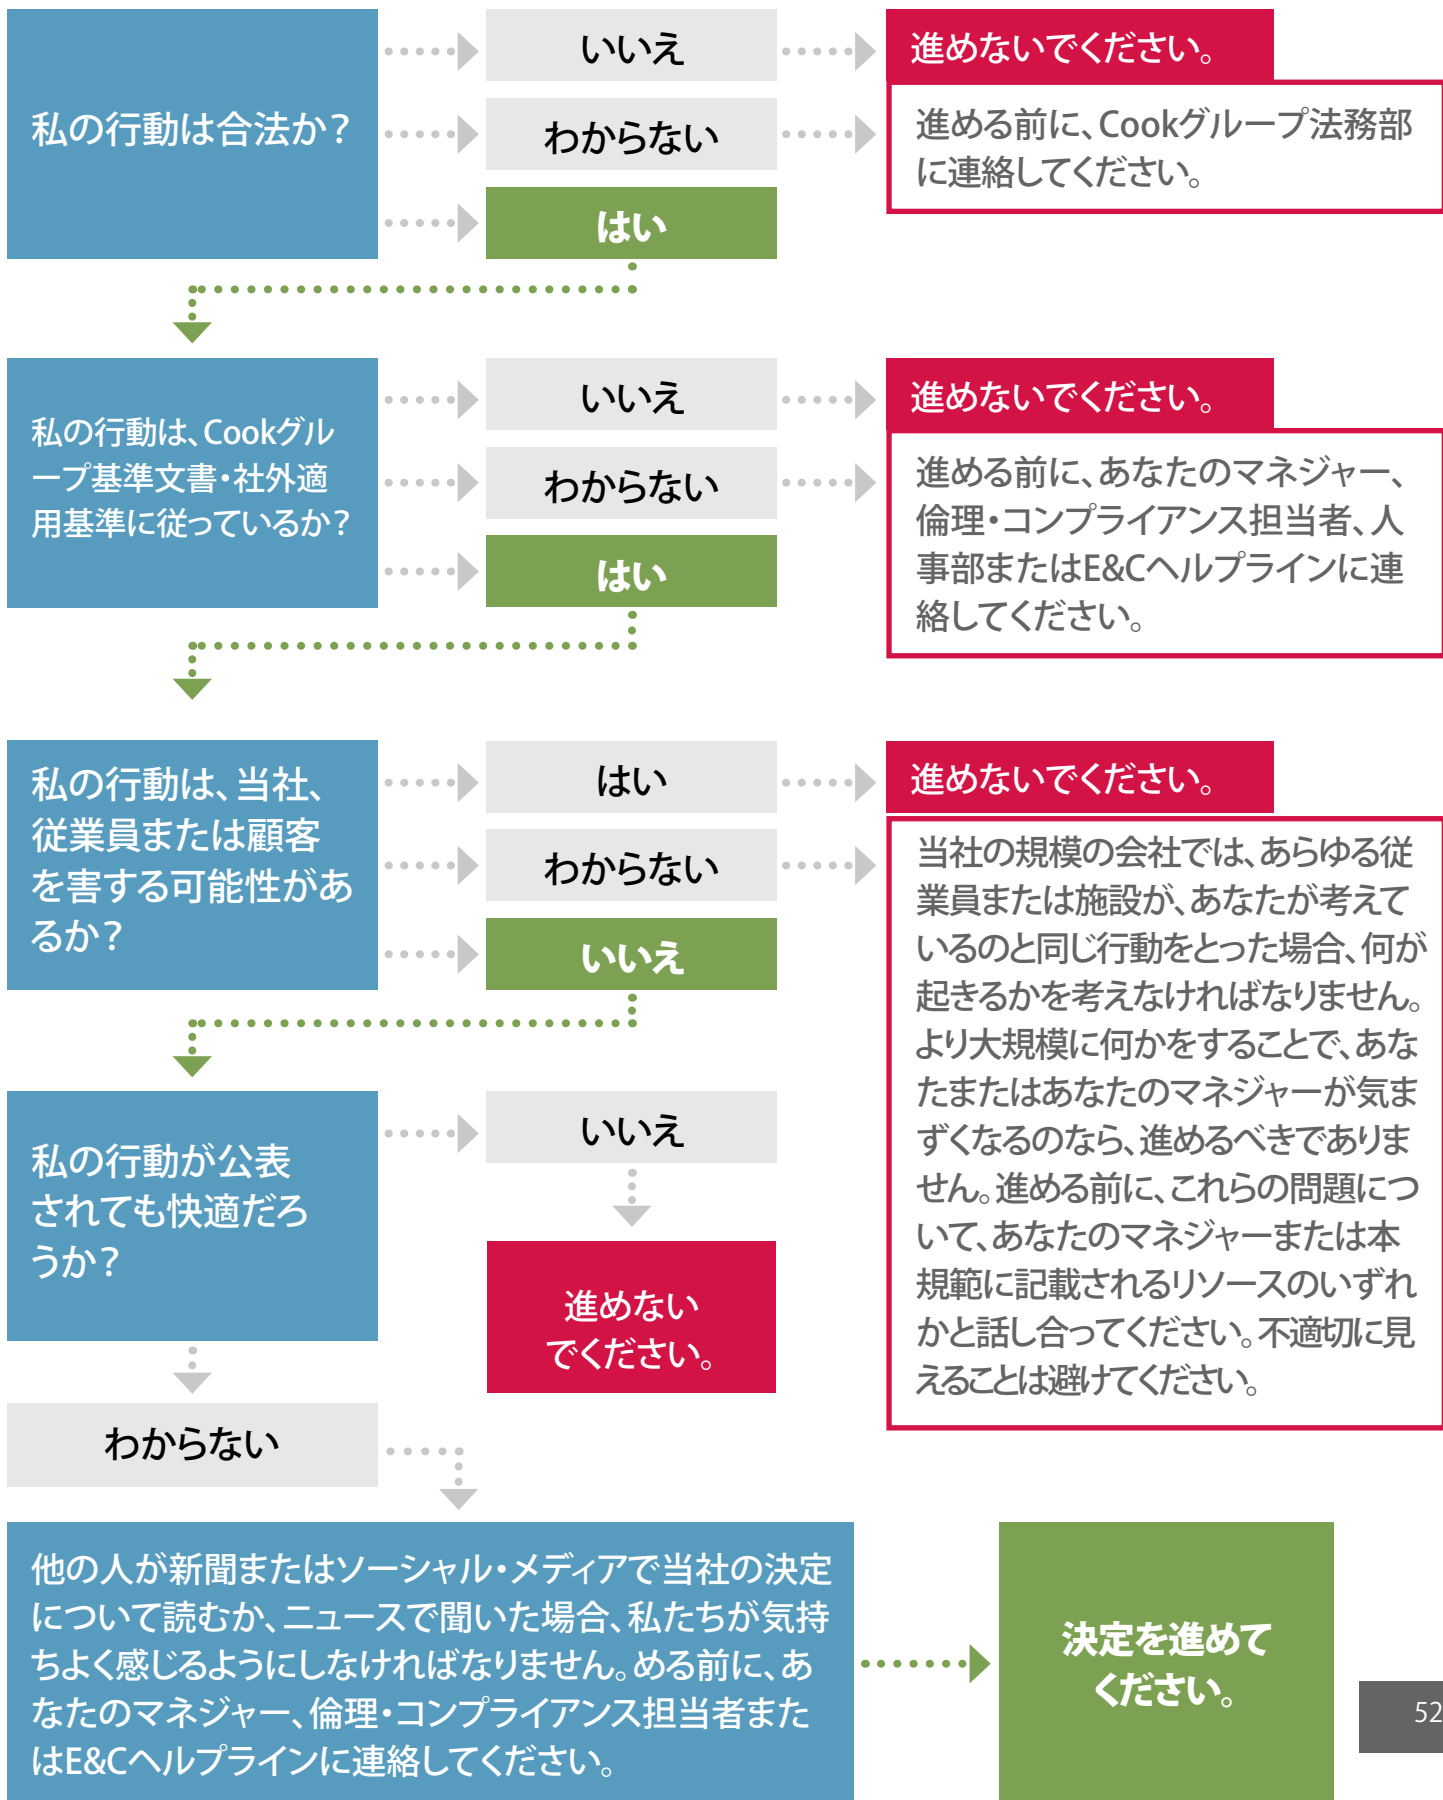 私の行動は合法か？
いいえ
わからない
はい
進めないでください。
進める前に、Cookグループ法務部
に連絡してください。
私の行動は、Cookグル
ープ基準文書・社外適
用基準に従っているか？
いいえ
わからない
はい
進めないでください。
進める前に、あなたのマネジャー、
倫理・コンプライアンス担当者、人
事部またはE&Cヘルプラインに連
絡してください。
私の行動は、当社、
従業員または顧客
を害する可能性があ
るか？
はい
わからない
いいえ
進めないでください。
当社の規模の会社では、あらゆる従
業員または施設が、あなたが考えて
いるのと同じ行動をとった場合、何が
起きるかを考えなければなりません。
より大規模に何かをすることで、あな
たまたはあなたのマネジャーが気ま
ずくなるのなら、進めるべきでありま
せん。進める前に、これらの問題につ
いて、あなたのマネジャーまたは本
規範に記載されるリソースのいずれ
かと話し合ってください。不適切に見
えることは避けてください。
私の行動が公表
されても快適だろ
うか？
いいえ
進めない
でください。
わからない
他の人が新聞またはソーシャル・メディアで当社の決定
について読むか、ニュースで聞いた場合、私たちが気持
ちよく感じるようにしなければなりません。める前に、あ
なたのマネジャー、倫理・コンプライアンス担当者また
はE&Cヘルプラインに連絡してください。
決定を進めて
ください。
52